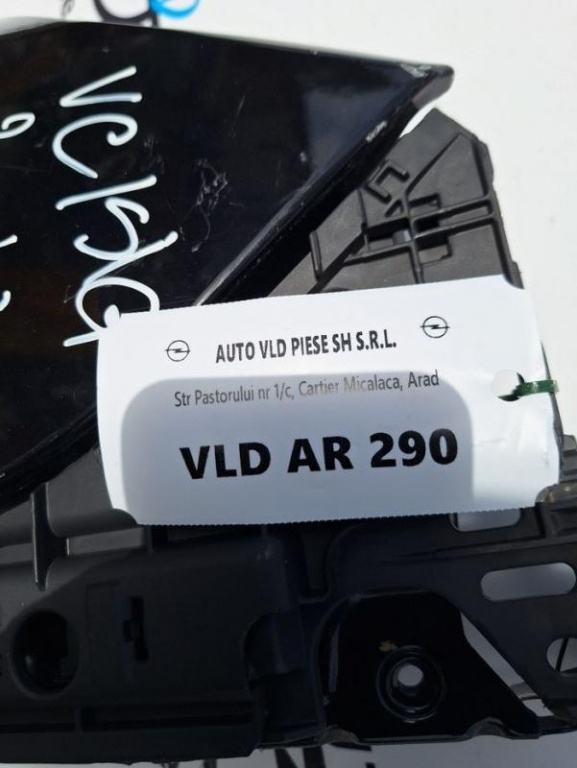 AUTO VLD PIESE SH S.R.L.
Str Pastorului nr 1/c, Cartier Micalaca, Arad
VLD AR 290